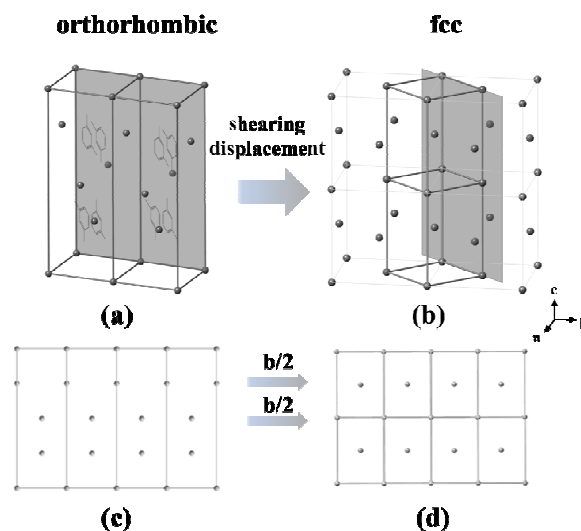 orthorhombic
fcc
shearing
displacement
(a)
(b)
c
b/2
b/2
(c)
(d)